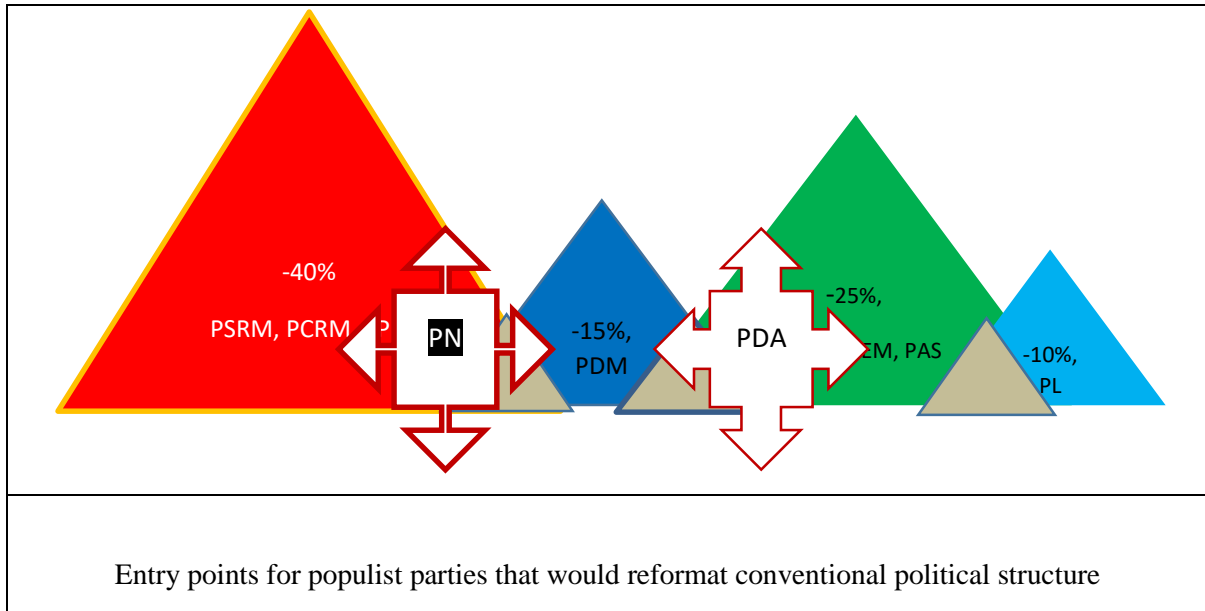 -40%
PSRM, PCRM
PN
-15%,
PDM
PDA
-25%,
EM, PAS
-10%,
PL
Entry points for populist parties that would reformat conventional political structure